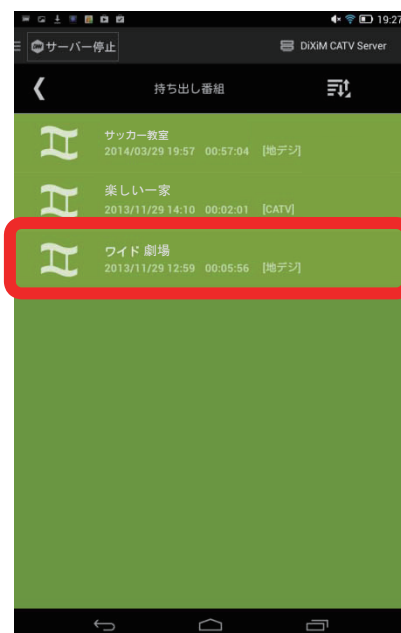 19:27
サーバー停止 DiXiM CATV Server
持ち出し番組
サッカー教室
2014/03/29 19:57 00:57:04 [地デジ]
楽しい一家
2013/11/29 14:10 00:02:01 [CATV]
ワイド 劇場
2013/11/29 12:59 00:05:56 [地デジ]